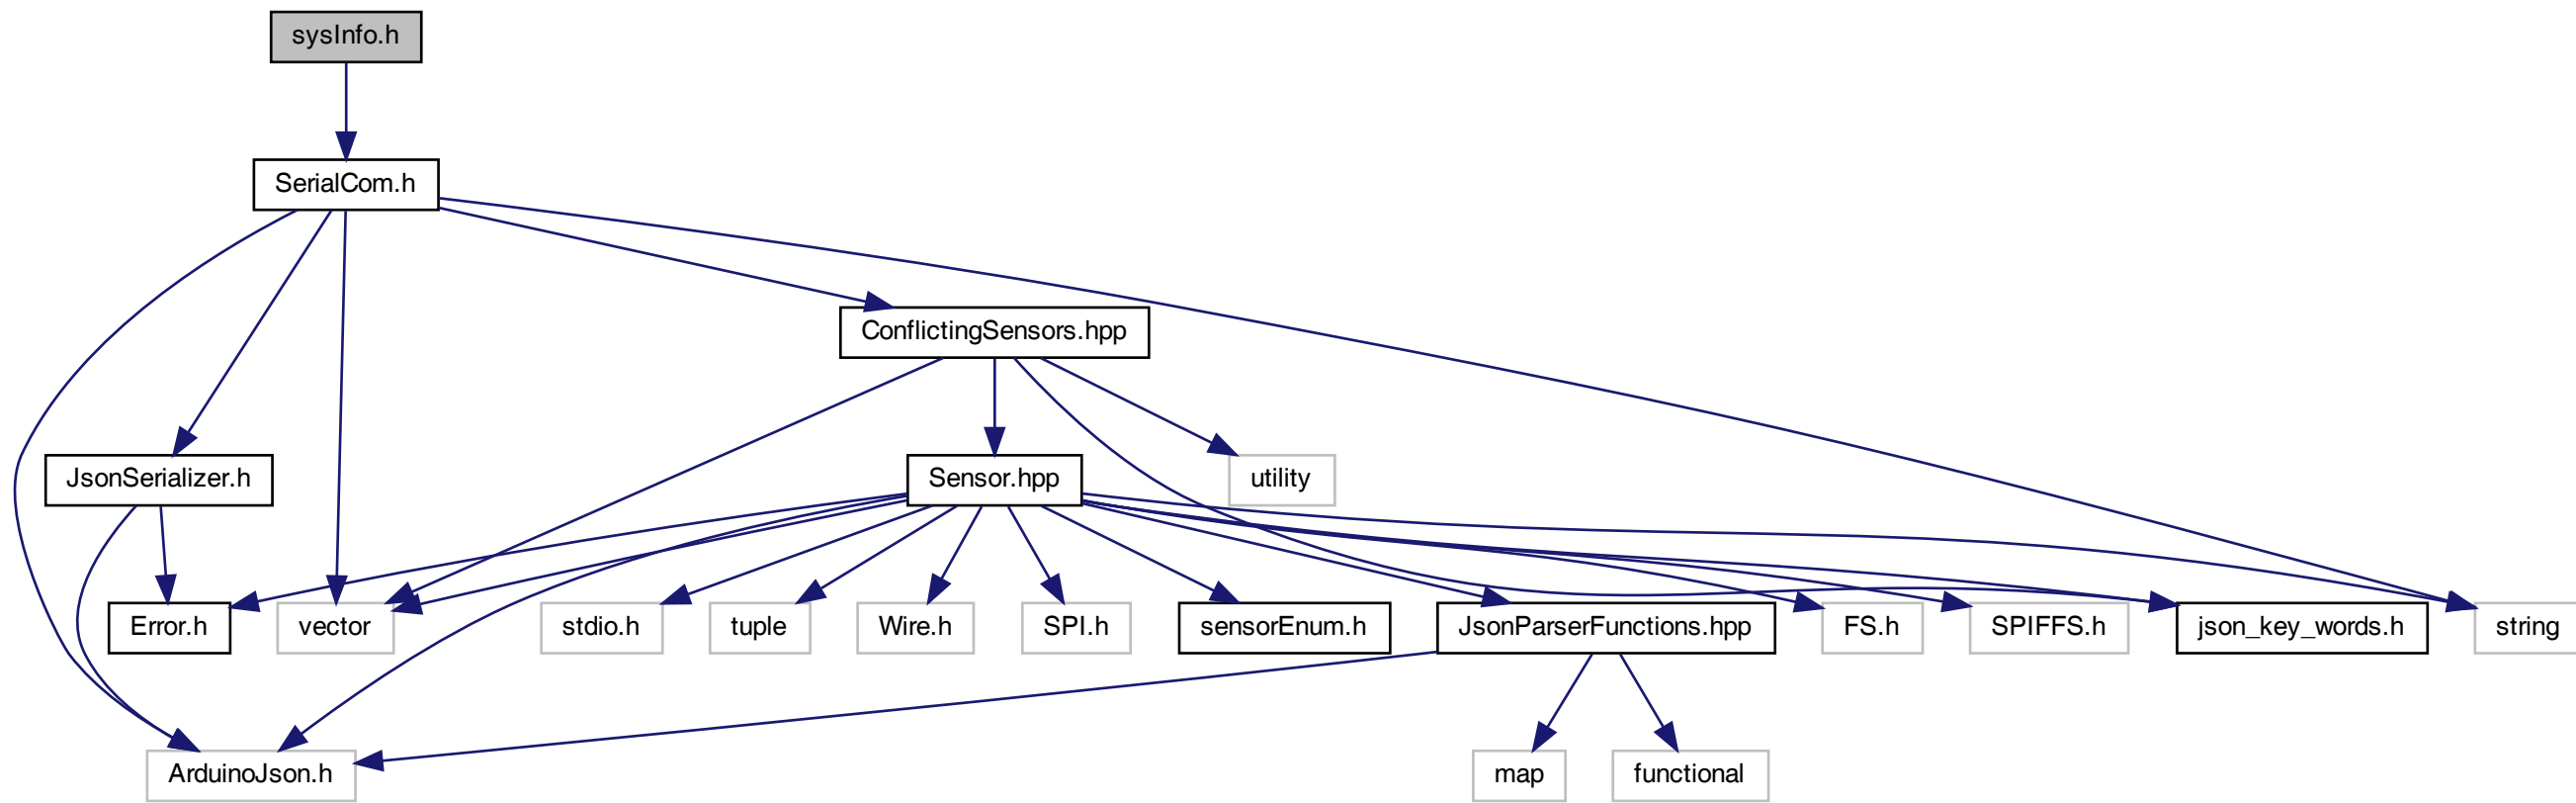 sysInfo.h
SerialCom.h
ConflictingSensors.hpp
JsonSerializer.h
Sensor.hpp
utility
Error.h
vector
stdio.h
tuple
Wire.h
SPI.h
sensorEnum.h
JsonParserFunctions.hpp
FS.h
SPIFFS.h
json_key_words.h
string
ArduinoJson.h
map
functional